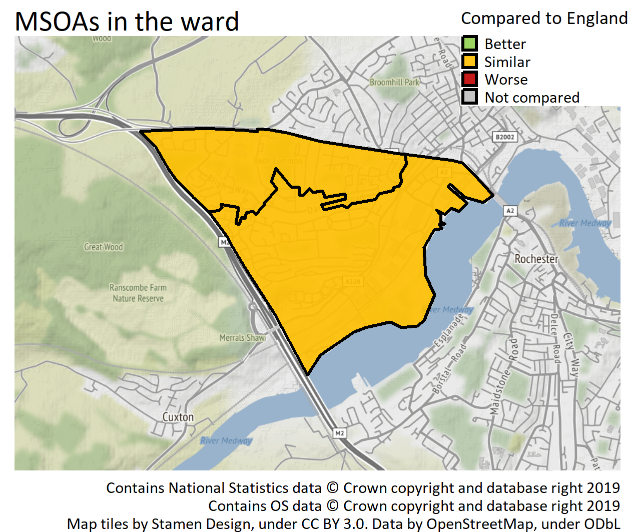 MSOAs in the ward
Compared to England
Better
Similar
Worse
Not compared
Wood
Broomhill Park
B2002
A2
River Medway
Great Wood
Rochester
Ranscombe Farm
Nature Reserve
Medway
Merrals Shaw
Esplanade
Delce Road
City Way
Borstal Road
Maidstone Road
Cuxton
M2
River Medway
Contains National Statistics data © Crown copyright and database right 2019
Contains OS data © Crown copyright and database right 2019
Map tiles by Stamen Design, under CC BY 3.0. Data by OpenStreetMap, under ODbL